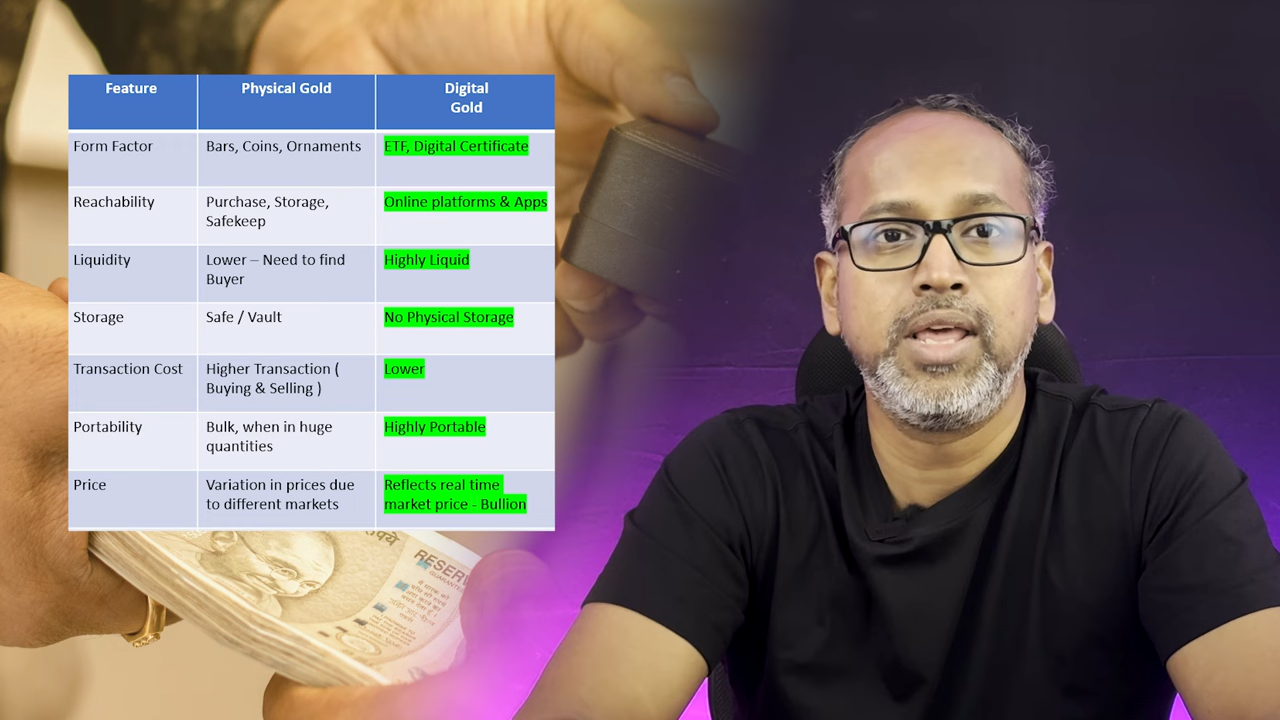 Feature Physical Gold Digital
Gold
Form Factor Bars, Coins, Ornaments ETF, Digital Certificate
Reachability Purchase, Storage, Online platforms & Apps
Safekeep
Liquidity Lower – Need to find Highly Liquid
Buyer
Storage Safe / Vault No Physical Storage
Transaction Cost Higher Transaction ( Lower
Buying & Selling )
Portability Bulk, when in huge Highly Portable
quantities
Price Variation in prices due Reflects real time
to different markets market price - Bullion
RESERV